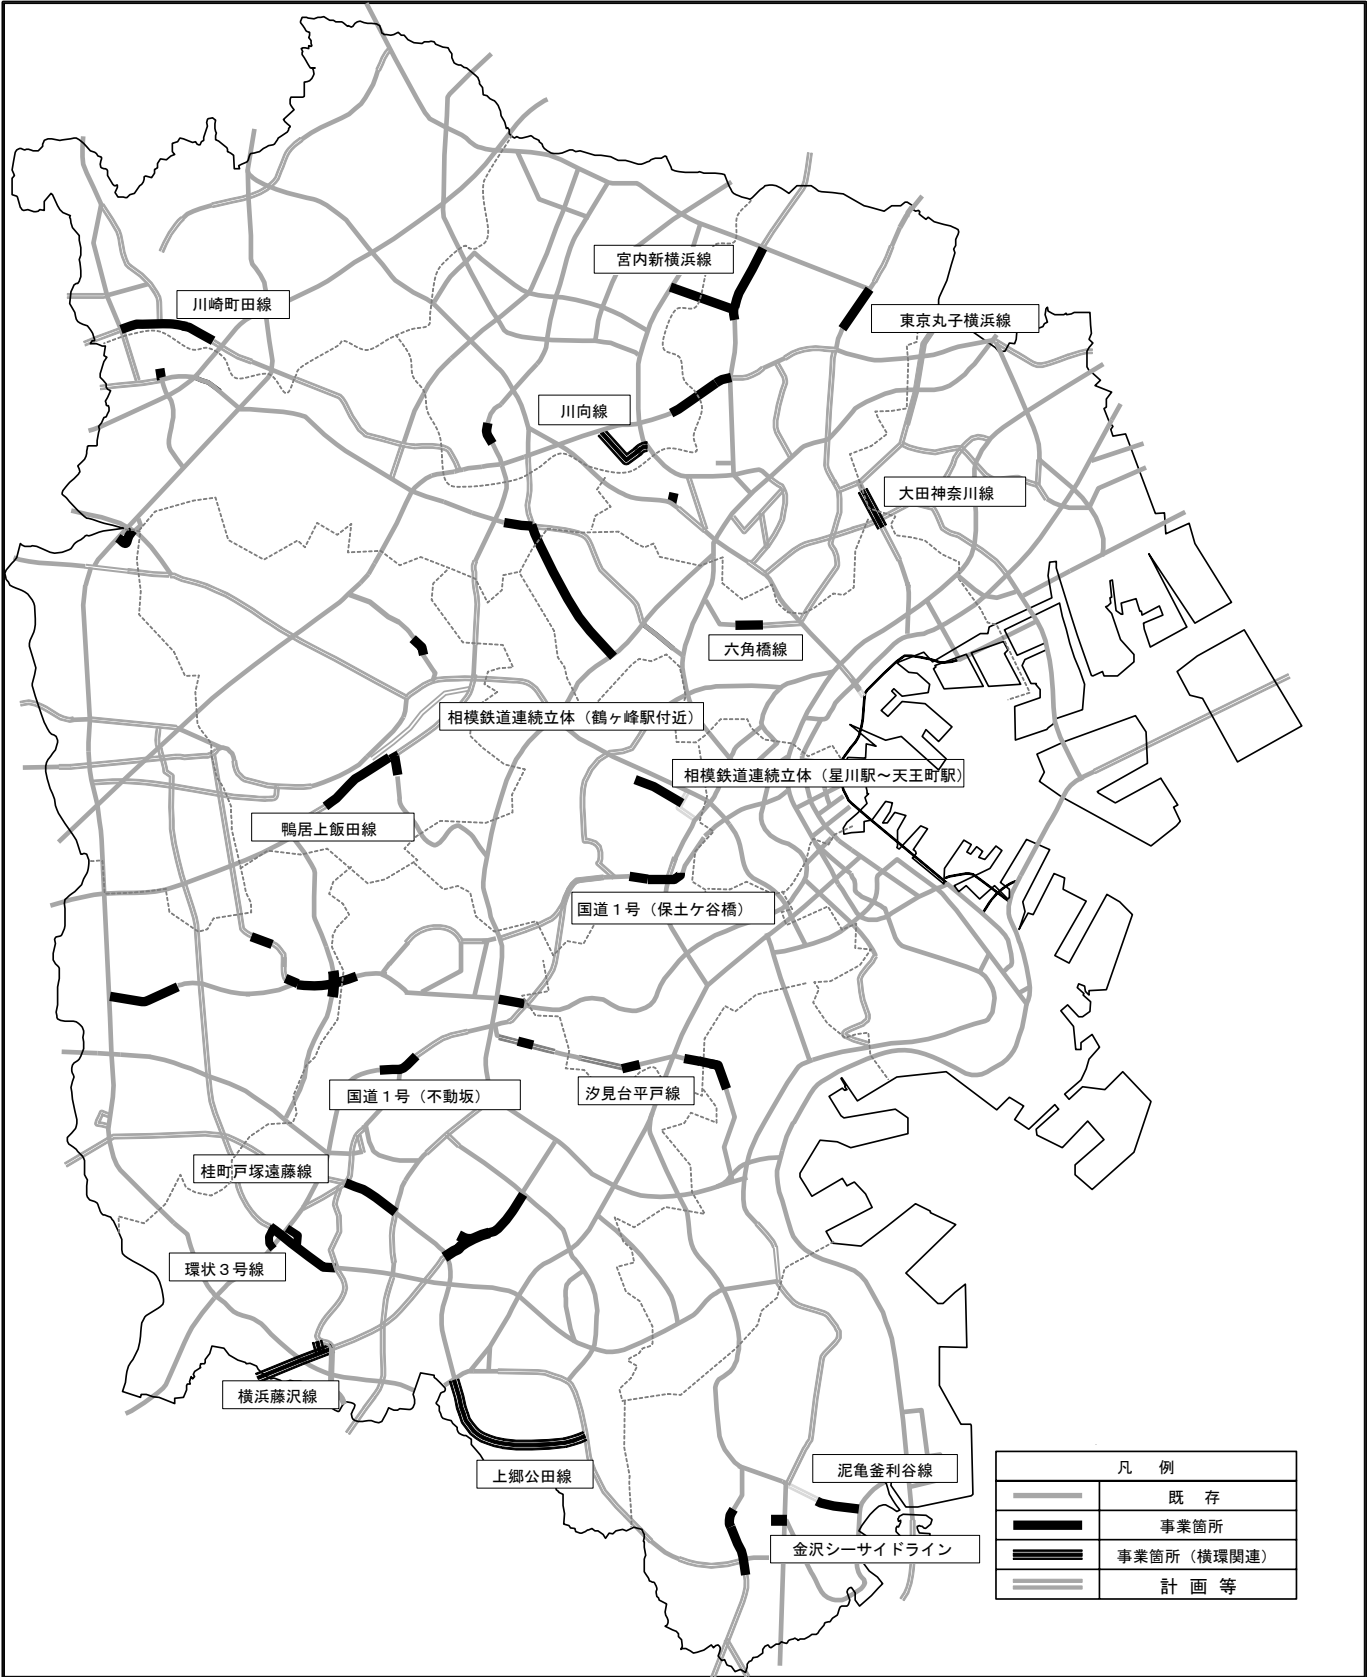 宮内新横浜線
川崎町田線
東京丸子横浜線
川向線
大田神奈川線
六角橋線
相模鉄道連続立体（鶴ヶ峰駅付近）
相模鉄道連続立体（星川駅～天王町駅）
鴨居上飯田線
国道１号（保土ケ谷橋）
国道１号（不動坂）
汐見台平戸線
桂町戸塚遠藤線
環状３号線
横浜藤沢線
上郷公田線
泥亀釜利谷線
金沢シーサイドライン
凡 例
既 存
事業箇所
事業箇所（横環関連）
計 画 等